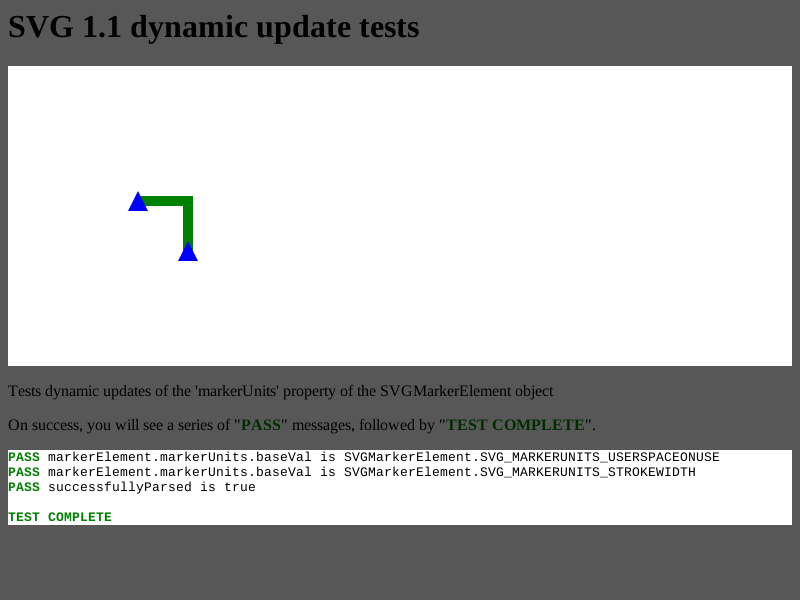 SVG 1.1 dynamic update tests
Tests dynamic updates of the 'markerUnits' property of the SVGMarkerElement object
On success, you will see a series of "PASS" messages, followed by "TEST COMPLETE".
PASS markerElement.markerUnits.baseVal is SVGMarkerElement.SVG_MARKERUNITS_USERSPACEONUSE
PASS markerElement.markerUnits.baseVal is SVGMarkerElement.SVG_MARKERUNITS_STROKEWIDTH
PASS successfullyParsed is true
TEST COMPLETE